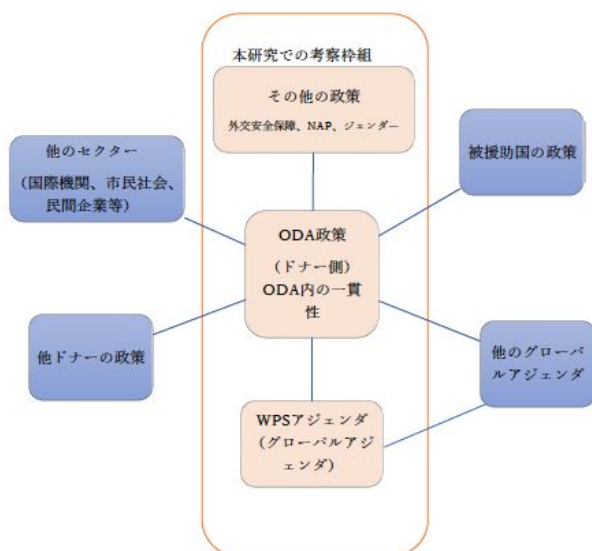 本研究での考察枠組
その他の政策
外交安全保障、NAP、ジェンダー
他のセクター
（国際機関、市民社会、
民間企業等）
被援助国の政策
ODA政策
（ドナー側）
ODA内の一貫
性
他ドナーの政策
他のグローバ
ルアジェンダ
WPSアジェンダ
（グローバルアジ
ェンダ）